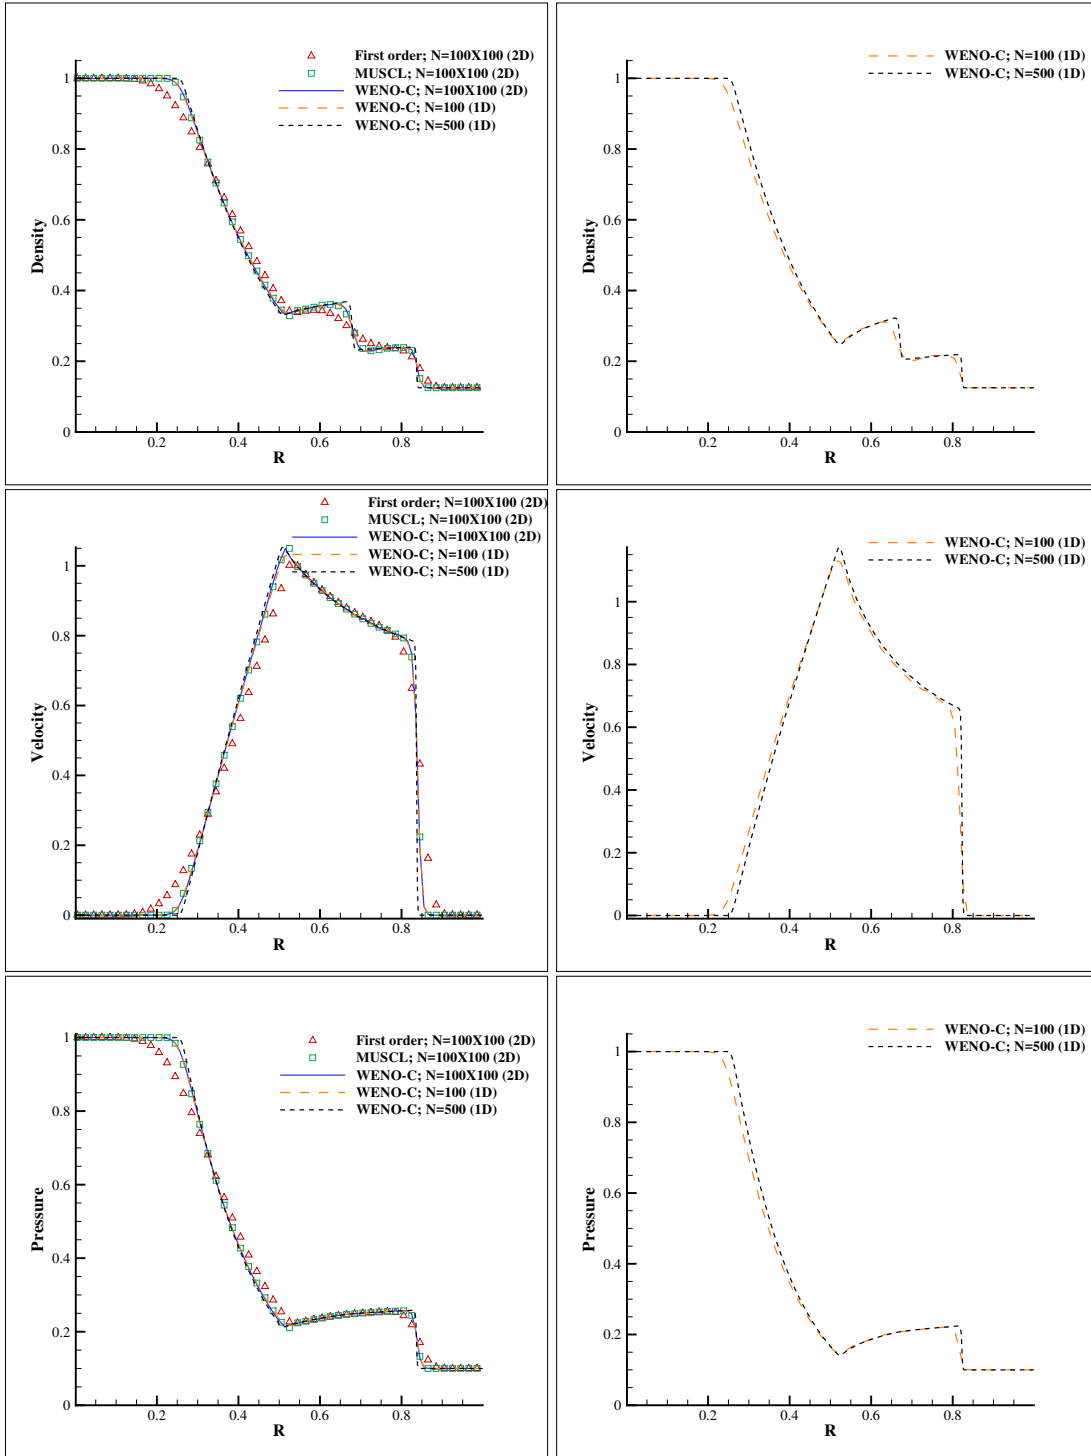 First order; N=100X100 (2D)
MUSCL; N=100X100 (2D)
WENO-C; N=100X100 (2D)
WENO-C; N=100 (1D)
WENO-C; N=500 (1D)
1
0.8
0.6
0.4
0.2
0
Density
0.2 0.4 0.6 0.8
R
WENO-C; N=100 (1D)
WENO-C; N=500 (1D)
1
0.8
0.6
0.4
0.2
0
Density
0.2 0.4 0.6 0.8
R
First order; N=100X100 (2D)
MUSCL; N=100X100 (2D)
WENO-C; N=100X100 (2D)
WENO-C; N=100 (1D)
WENO-C; N=500 (1D)
1
0.8
0.6
0.4
0.2
0
Velocity
0.2 0.4 0.6 0.8
R
WENO-C; N=100 (1D)
WENO-C; N=500 (1D)
1
0.8
0.6
0.4
0.2
0
Velocity
0.2 0.4 0.6 0.8
R
First order; N=100X100 (2D)
MUSCL; N=100X100 (2D)
WENO-C; N=100X100 (2D)
WENO-C; N=100 (1D)
WENO-C; N=500 (1D)
1
0.8
0.6
0.4
0.2
0
Pressure
0.2 0.4 0.6 0.8
R
WENO-C; N=100 (1D)
WENO-C; N=500 (1D)
1
0.8
0.6
0.4
0.2
0
Pressure
0.2 0.4 0.6 0.8
R